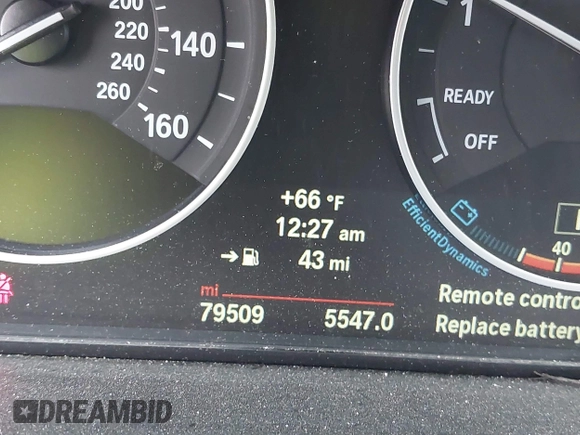 200
220
240
260
140
160
1
READY
OFF
+66 °F
12:27 am
43 mi
EfficientDynamics
40
mi
79509 5547.0
Remote contro
Replace battery
DREAMBID